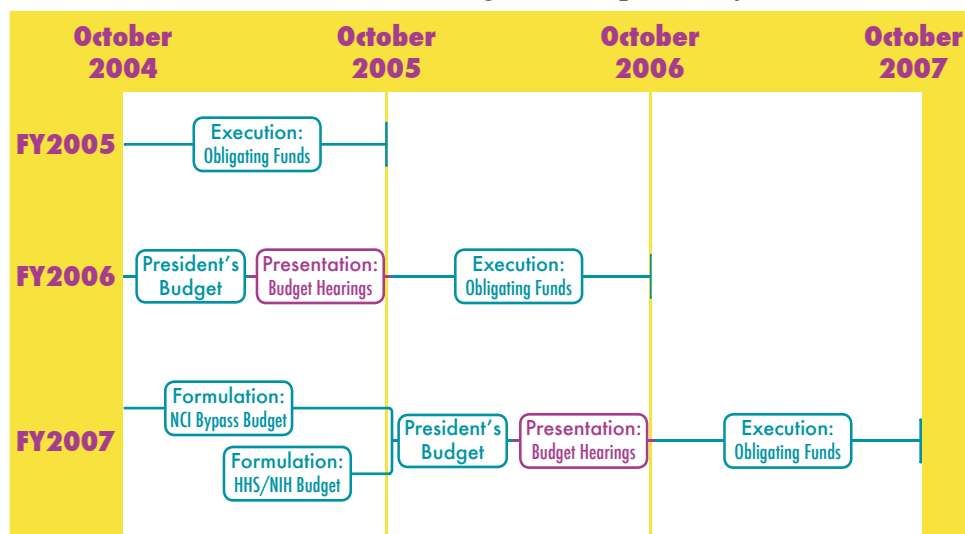 October
2004
October
2005
October
2006
October
2007
FY2005
Execution:
Obligating Funds
FY2006
President's
Budget
Presentation:
Budget Hearings
Execution:
Obligating Funds
FY2007
Formulation:
NCI Bypass Budget
Formulation:
HHS/NIH Budget
President's
Budget
Presentation:
Budget Hearings
Execution:
Obligating Funds